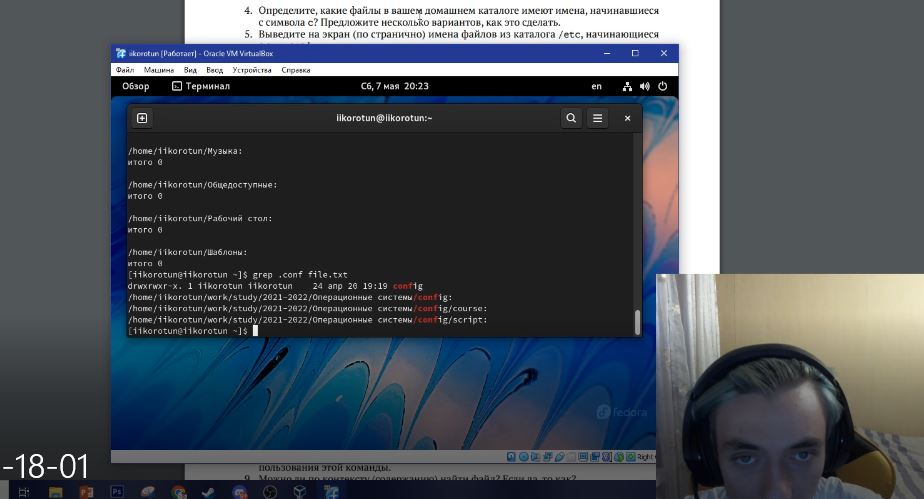 4. Определите, какие файлы в вашем домашнем каталоге имеют имена, начинавшиеся
с символа c? Предложите несколько вариантов, как это сделать.
5. Выведите на экран (по странично) имена файлов из каталога /etc, начинающиеся
iikorotun [Работает] - Oracle VM VirtualBox
Файл Машина Вид Ввод Устройства Справка
Обзор Терминал Сб, 7 мая 20:23 en
iikorotun@iikorotun:~
/home/iikorotun/Музыка:
итого 0
/home/iikorotun/Общедоступные:
итого 0
/home/iikorotun/Рабочий стол:
итого 0
/home/iikorotun/Шаблоны:
итого 0
[iikorotun@iikorotun ~]$ grep .conf file.txt
drwxrwxr-x. 1 iikorotun iikorotun 24 апр 20 19:19 config
/home/iikorotun/work/study/2021-2022/Операционные системы/config:
/home/iikorotun/work/study/2021-2022/Операционные системы/config/course:
/home/iikorotun/work/study/2021-2022/Операционные системы/config/script:
[iikorotun@iikorotun ~]$
fedora
Right
-18-01
пользования этой команды.
9. Можно ли по контексту (содержанию) найти файл? Если да, то как?